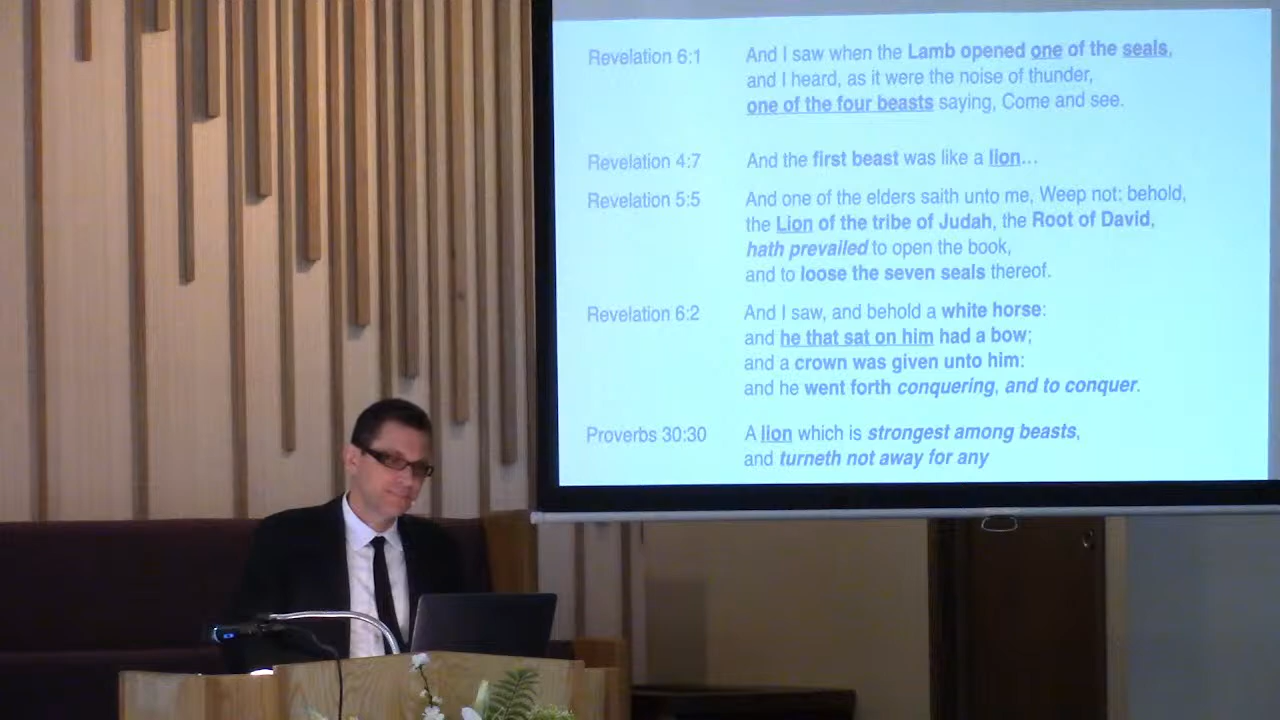 Revelation 6:1 And I saw when the Lamb opened one of the seals,
and I heard, as it were the noise of thunder,
one of the four beasts saying, Come and see.
Revelation 4:7 And the first beast was like a lion…
Revelation 5:5 And one of the elders saith unto me, Weep not: behold,
the Lion of the tribe of Judah, the Root of David,
hath prevailed to open the book,
and to loose the seven seals thereof.
Revelation 6:2 And I saw, and behold a white horse:
and he that sat on him had a bow;
and a crown was given unto him:
and he went forth conquering, and to conquer.
Proverbs 30:30 A lion which is strongest among beasts,
and turneth not away for any